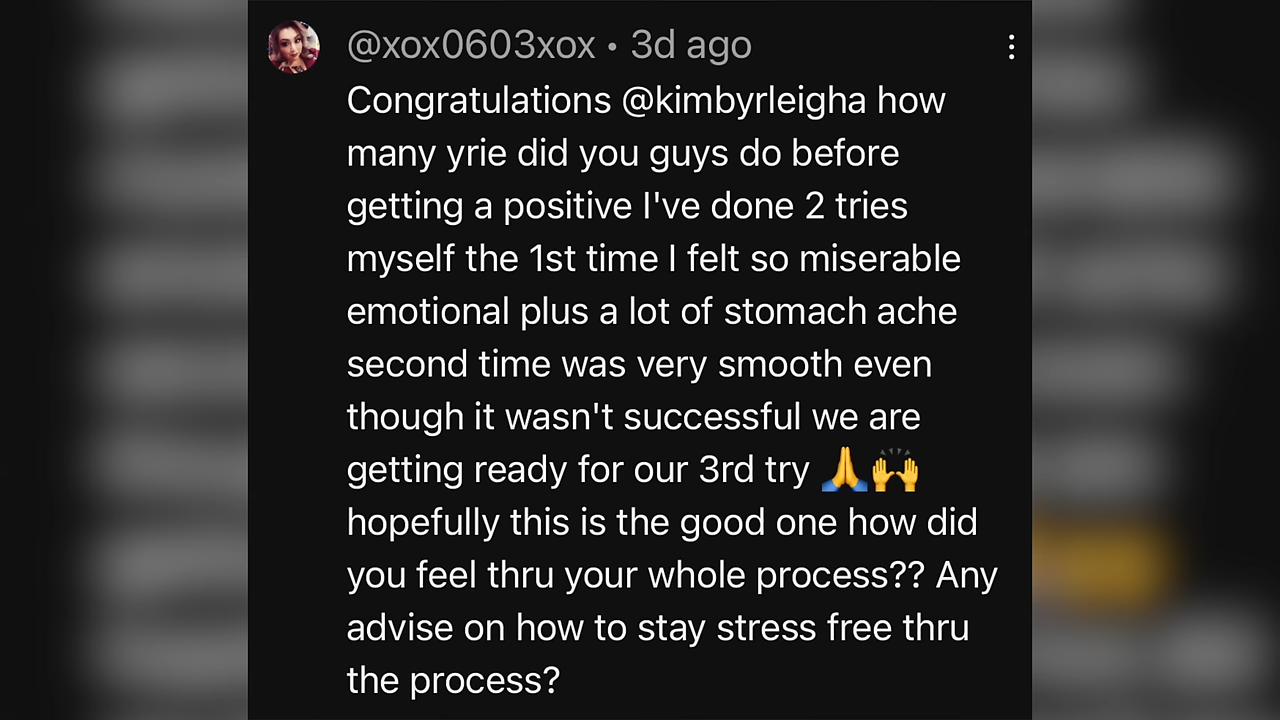 @xox0603xox • 3d ago
Congratulations @kimbyrleigha how
many yrie did you guys do before
getting a positive I've done 2 tries
myself the 1st time I felt so miserable
emotional plus a lot of stomach ache
second time was very smooth even
though it wasn't successful we are
getting ready for our 3rd try 🙏🙌
hopefully this is the good one how did
you feel thru your whole process?? Any
advise on how to stay stress free thru
the process?